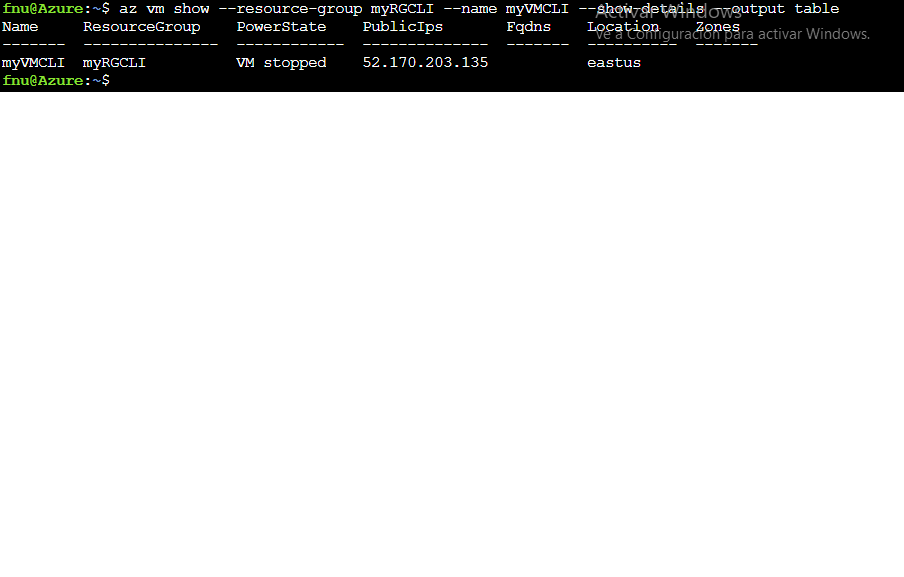 fnu@Azure:~$ az vm show --resource-group myRGCLI --name myVMCLI --show-details --output table
Name ResourceGroup PowerState PublicIps Fqdns Location Zones
------- --------------- ------------ -------------- ------- ---------- -------
myVMCLI myRGCLI VM stopped 52.170.203.135 eastus
fnu@Azure:~$
Activar Windows
Ve a Configuración para activar Windows.